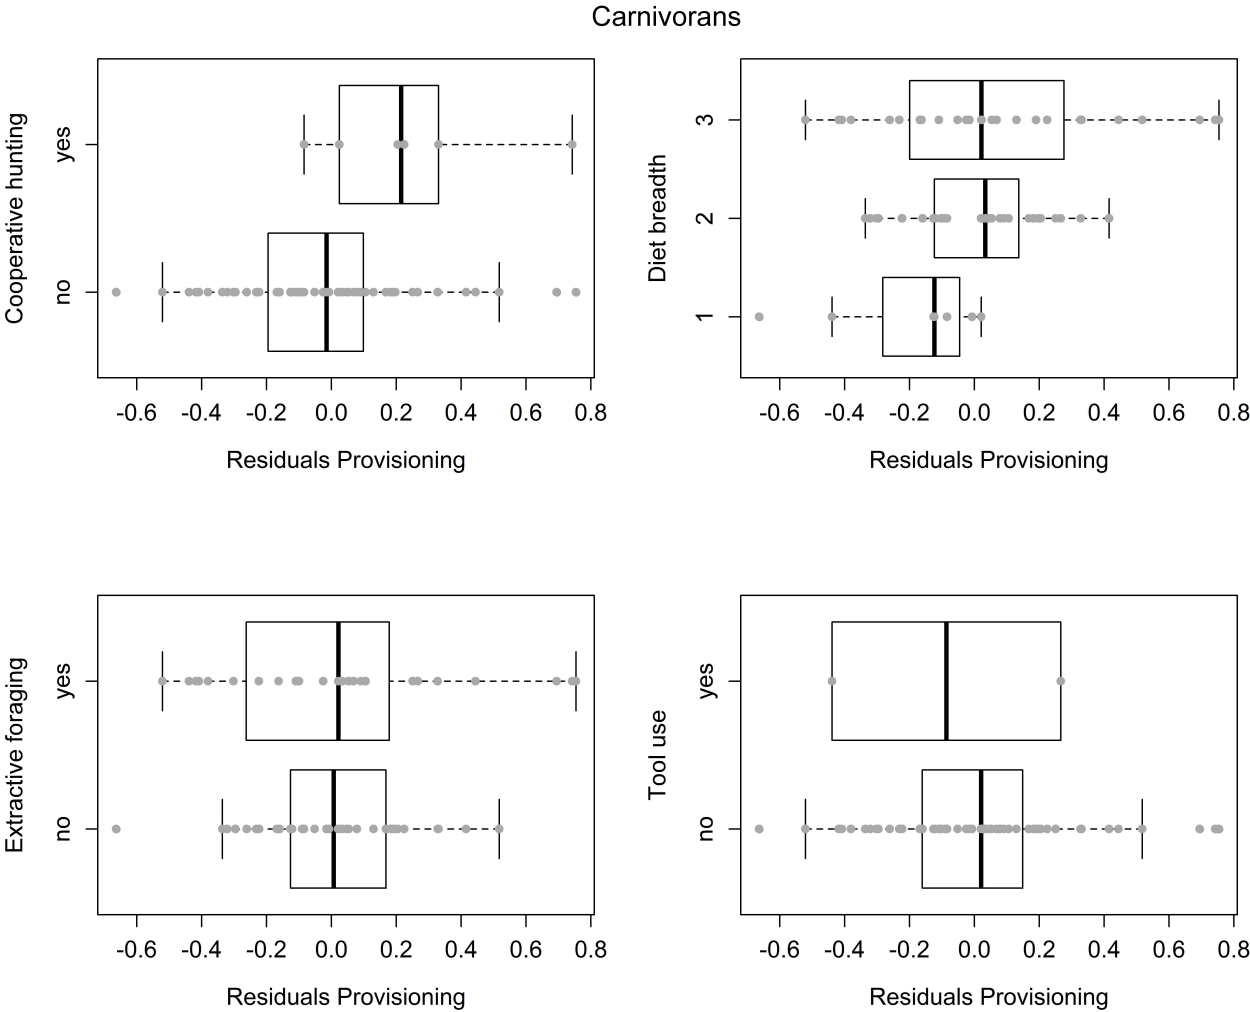 Carnivorans
Cooperative hunting
yes
no
-0.6 -0.4 -0.2 0.0 0.2 0.4 0.6 0.8
Residuals Provisioning
Diet breadth
3
2
1
-0.6 -0.4 -0.2 0.0 0.2 0.4 0.6 0.8
Residuals Provisioning
Extractive foraging
yes
no
-0.6 -0.4 -0.2 0.0 0.2 0.4 0.6 0.8
Residuals Provisioning
Tool use
yes
no
-0.6 -0.4 -0.2 0.0 0.2 0.4 0.6 0.8
Residuals Provisioning